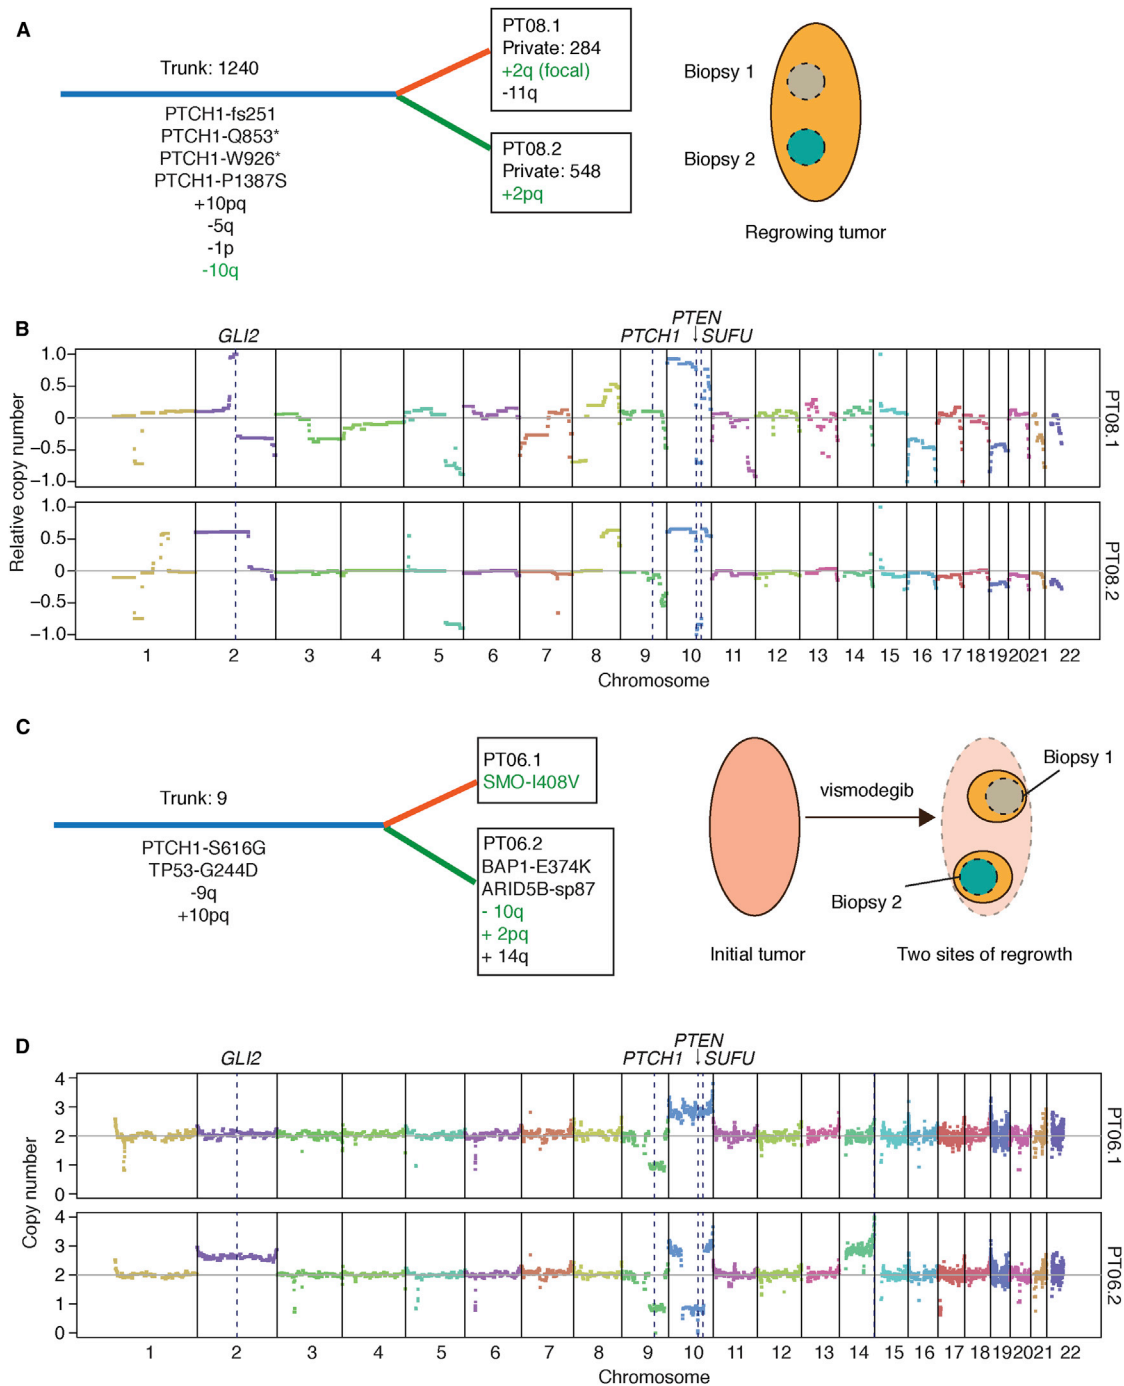 A
Trunk: 1240
PTCH1-fs251
PTCH1-Q853*
PTCH1-W926*
PTCH1-P1387S
+10pq
-5q
-1p
-10q
PT08.1
Private: 284
+2q (focal)
-11q
PT08.2
Private: 548
+2pq
Biopsy 1
Biopsy 2
Regrowing tumor
B
GLI2
PTCH1
PTEN
SUFU
Relative copy number
1.0
0.5
0
−0.5
−1.0
PT08.1
1.0
0.5
0
−0.5
−1.0
PT08.2
1 2 3 4 5 6 7 8 9 10 11 12 13 14 15 16 17 18 19 20 21 22
Chromosome
C
Trunk: 9
PTCH1-S616G
TP53-G244D
-9q
+10pq
PT06.1
SMO-I408V
PT06.2
BAP1-E374K
ARID5B-sp87
- 10q
+ 2pq
+ 14q
vismodegib
Biopsy 1
Biopsy 2
Initial tumor
Two sites of regrowth
D
GLI2
PTCH1
PTEN
SUFU
Copy number
4
3
2
1
0
PT06.1
4
3
2
1
0
PT06.2
1 2 3 4 5 6 7 8 9 10 11 12 13 14 15 16 17 18 19 20 21 22
Chromosome